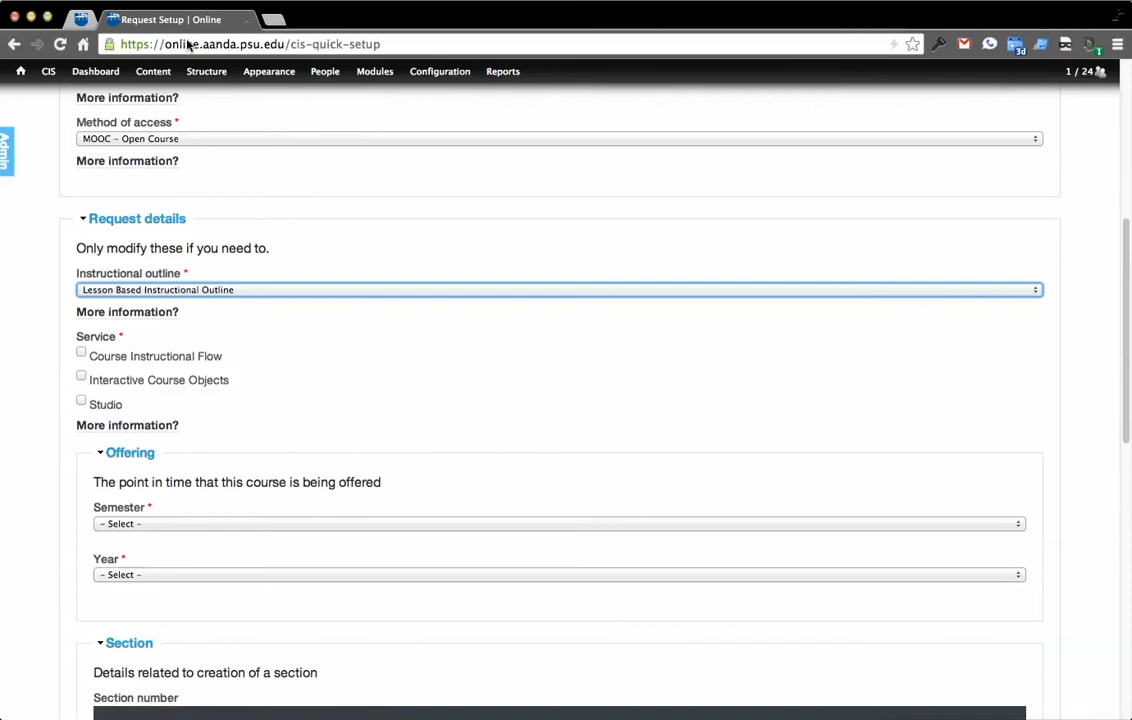 Request Setup | Online
https://online.aanda.psu.edu/cis-quick-setup
3d
1
CIS Dashboard Content Structure Appearance People Modules Configuration Reports 1 / 24
Admin
More information?
Method of access *
MOOC - Open Course
More information?
Request details
Only modify these if you need to.
Instructional outline *
Lesson Based Instructional Outline
More information?
Service *
Course Instructional Flow
Interactive Course Objects
Studio
More information?
Offering
The point in time that this course is being offered
Semester *
- Select -
Year *
- Select -
Section
Details related to creation of a section
Section number